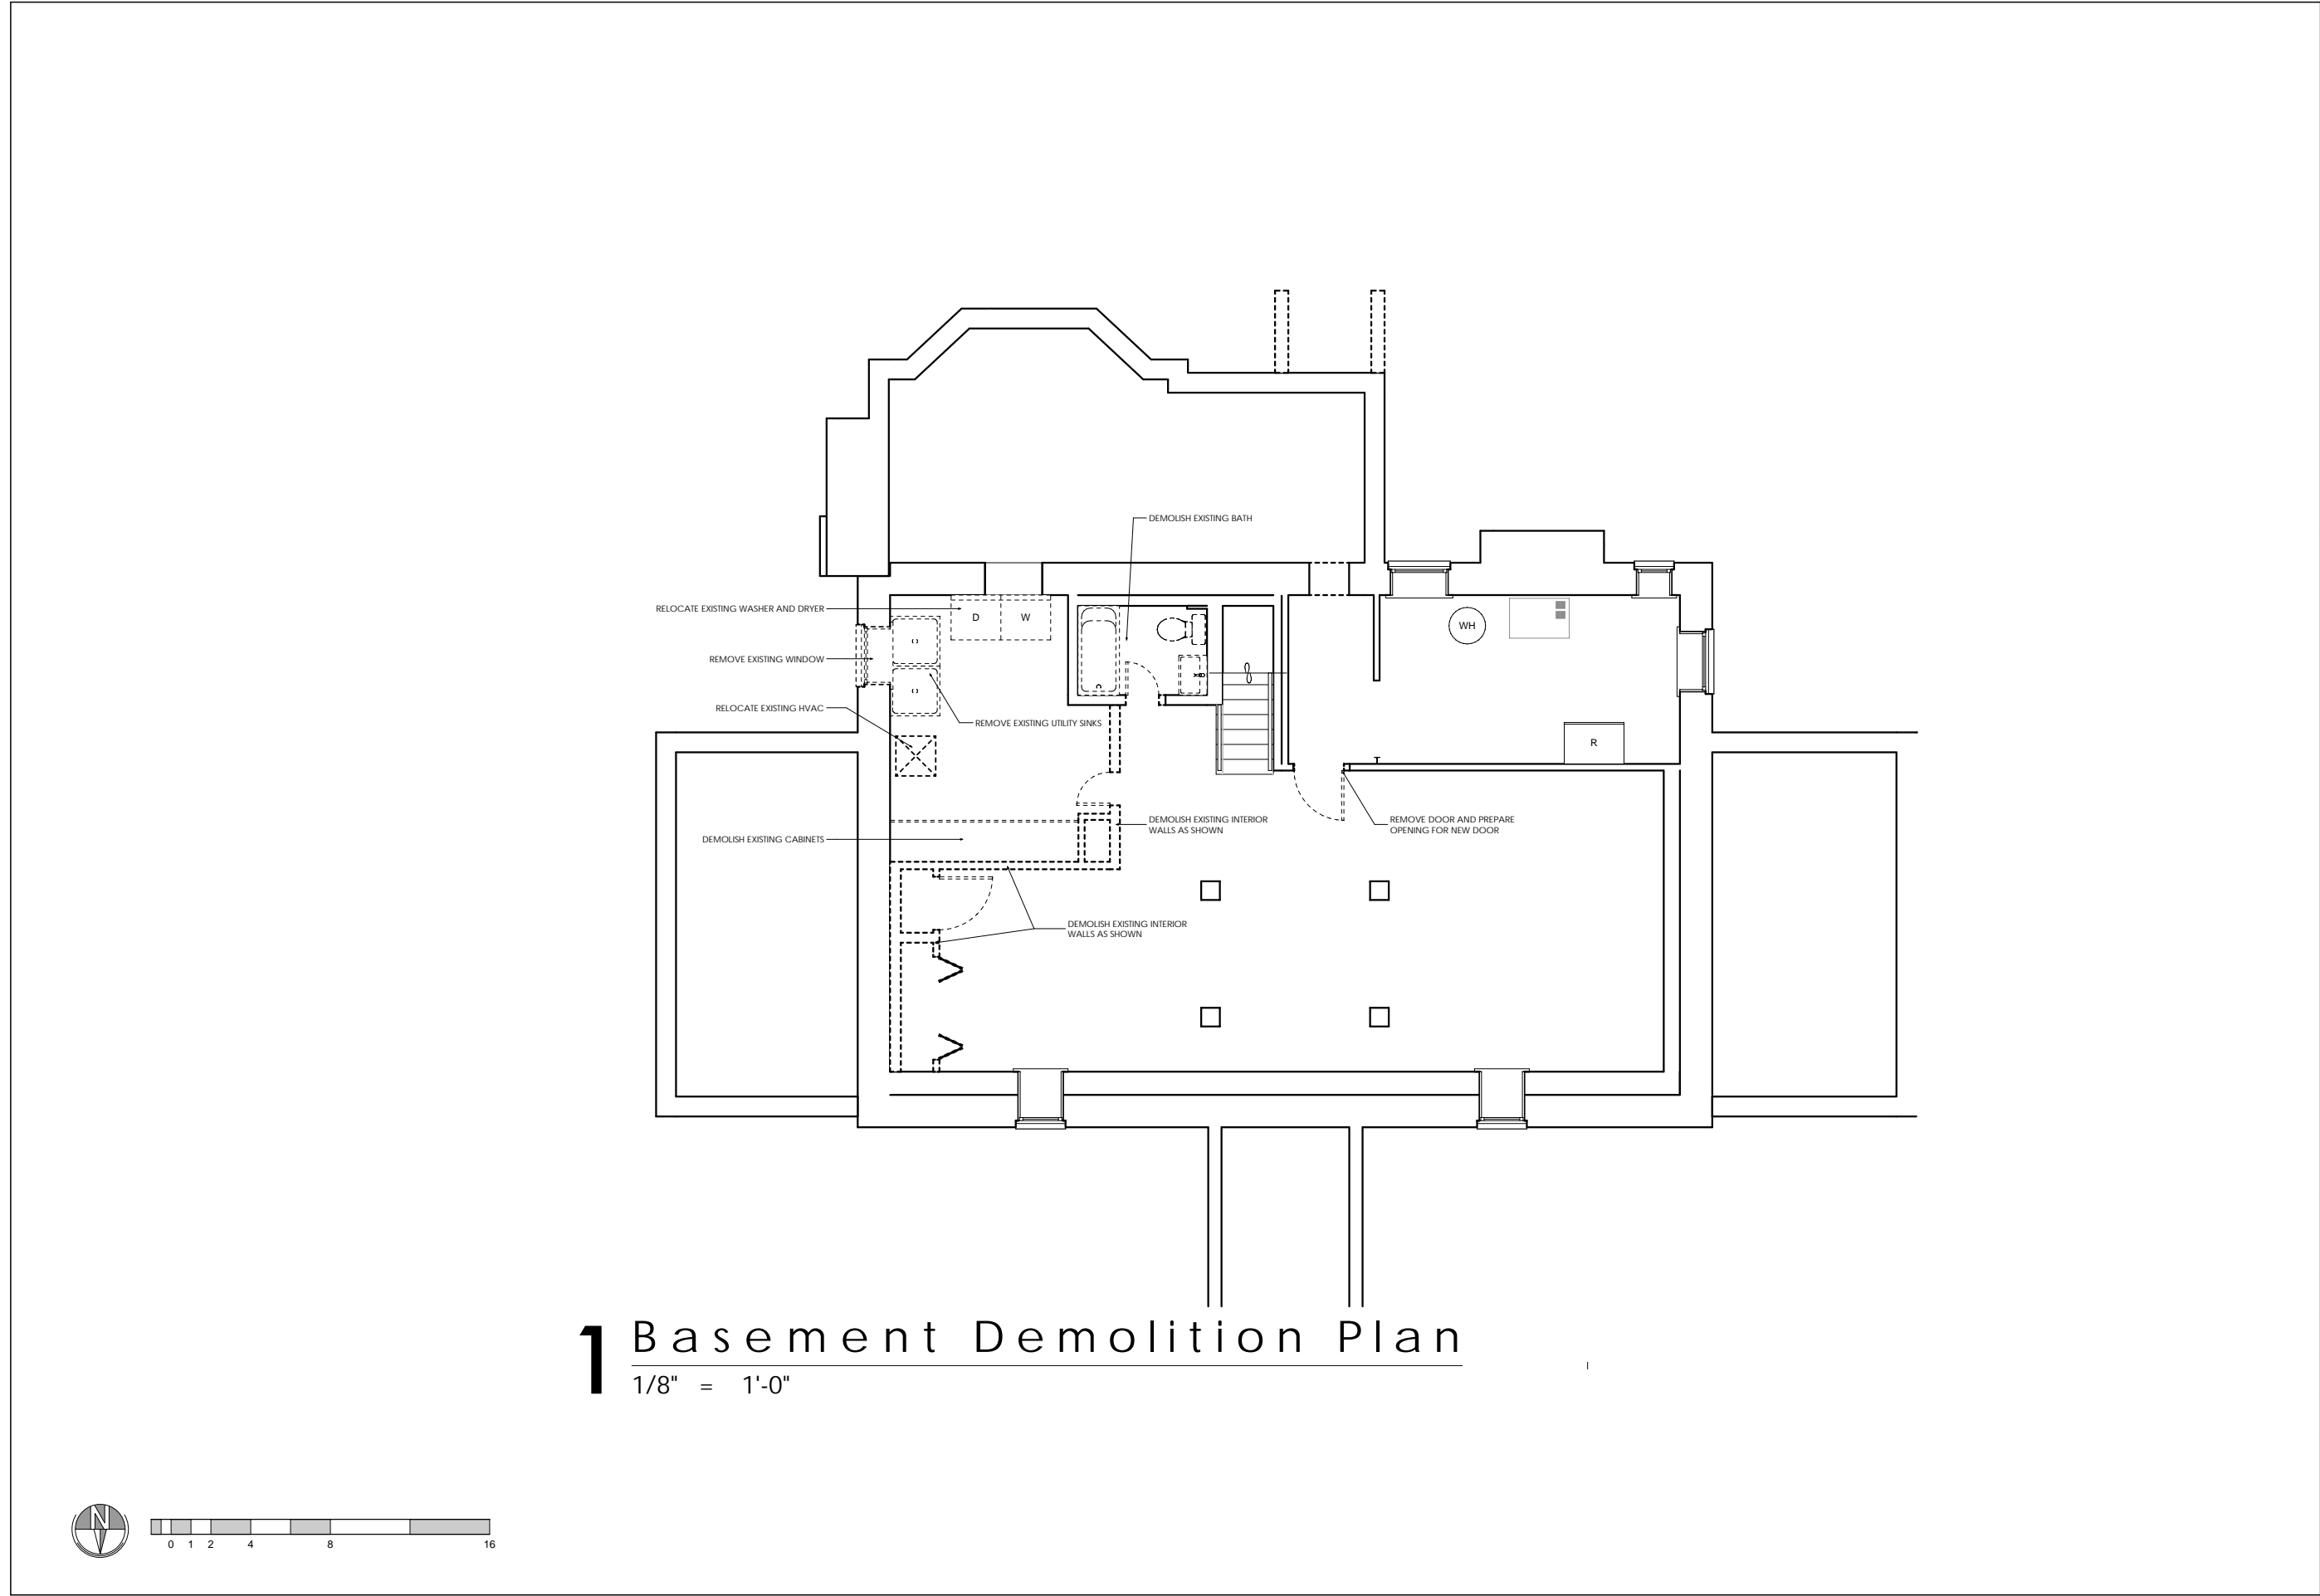 DEMOLISH EXISTING BATH
RELOCATE EXISTING WASHER AND DRYER
D
W
WH
REMOVE EXISTING WINDOW
RELOCATE EXISTING HVAC
REMOVE EXISTING UTILITY SINKS
R
DEMOLISH EXISTING CABINETS
DEMOLISH EXISTING INTERIOR
WALLS AS SHOWN
REMOVE DOOR AND PREPARE
OPENING FOR NEW DOOR
DEMOLISH EXISTING INTERIOR
WALLS AS SHOWN
1 Basement Demolition Plan
1/8" = 1'-0"
N
0 1 2 4 8 16